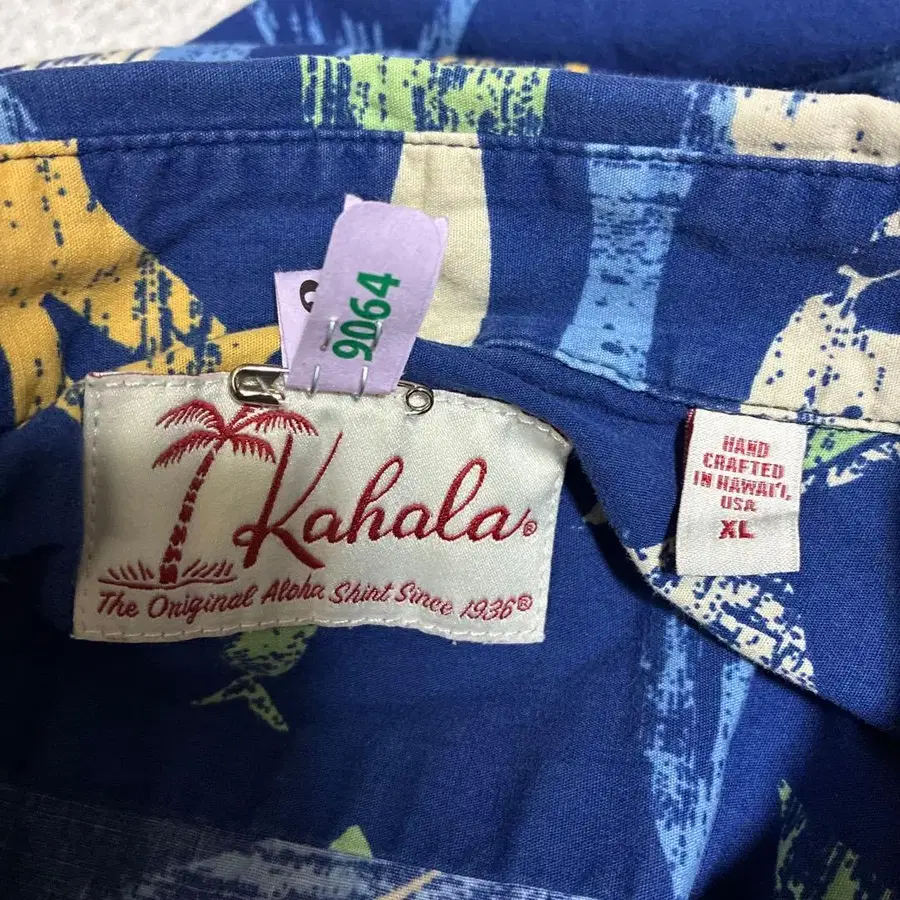 9064
Kahala®
The Original Aloha Shirt Since 1936®
HAND
CRAFTED
IN HAWAI'I,
USA
XL